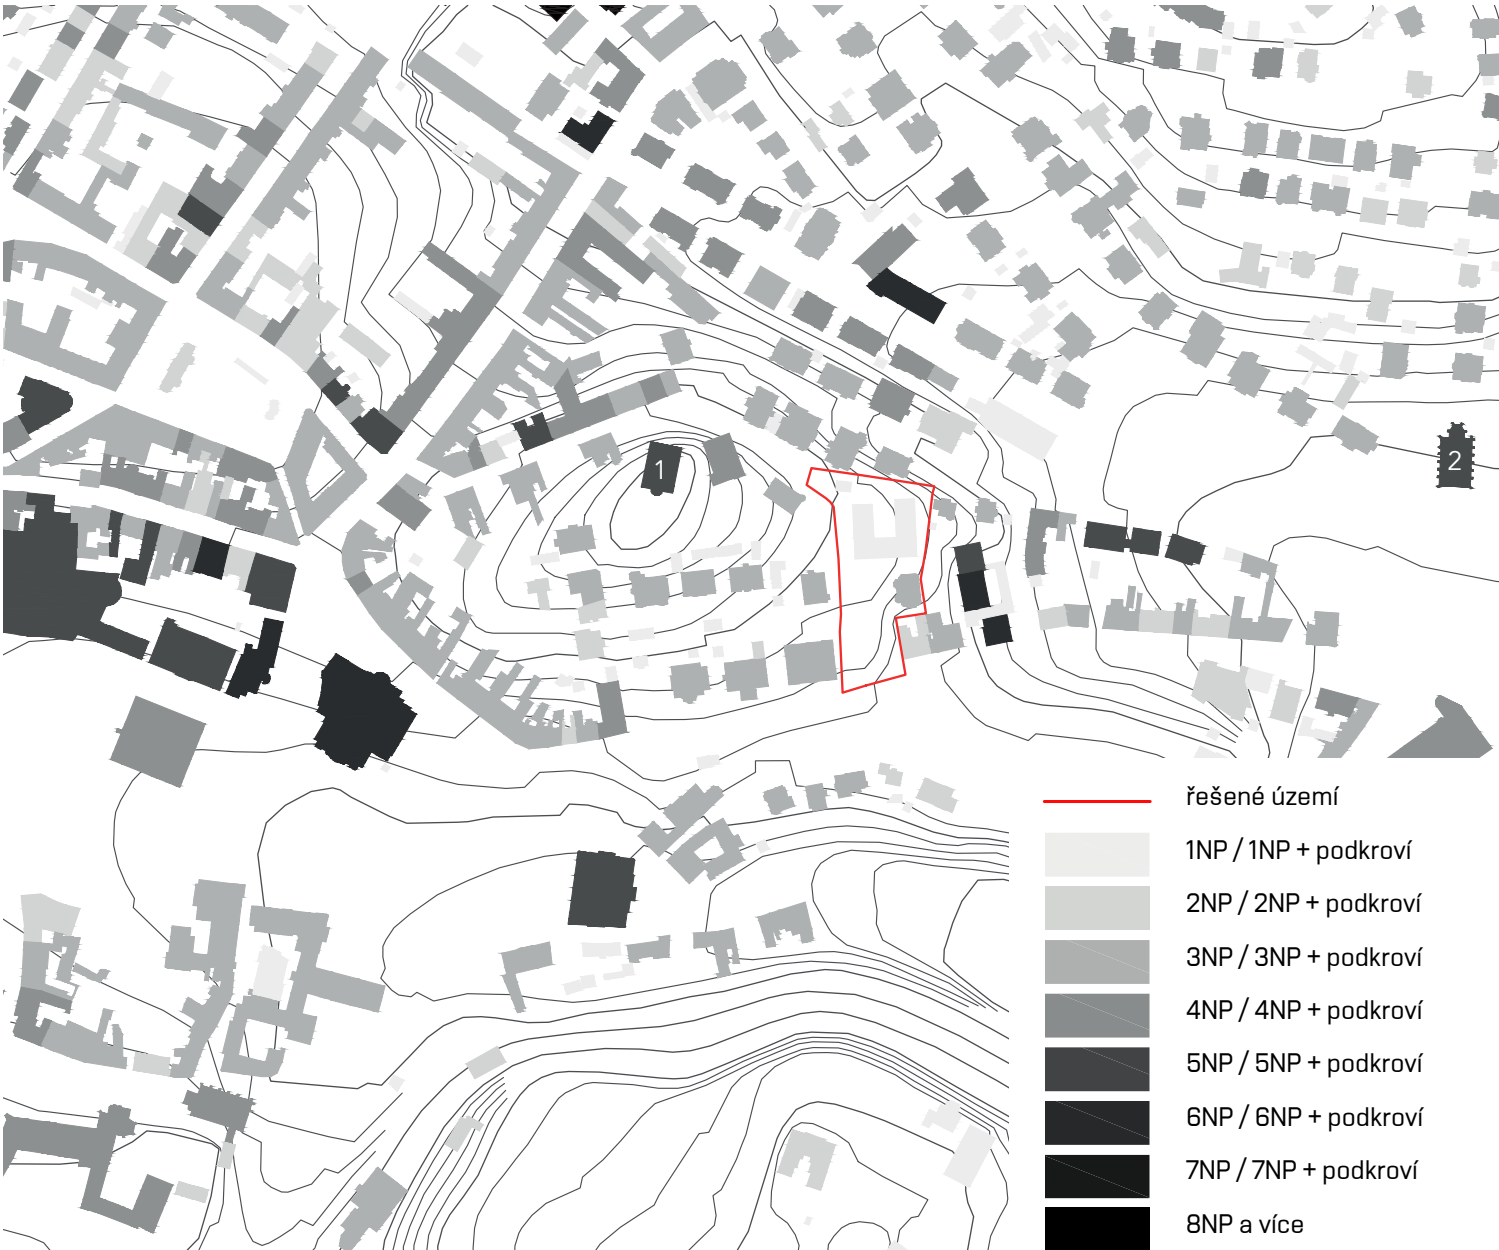 1
2
řešené území
1NP / 1NP + podkroví
2NP / 2NP + podkroví
3NP / 3NP + podkroví
4NP / 4NP + podkroví
5NP / 5NP + podkroví
6NP / 6NP + podkroví
7NP / 7NP + podkroví
8NP a více